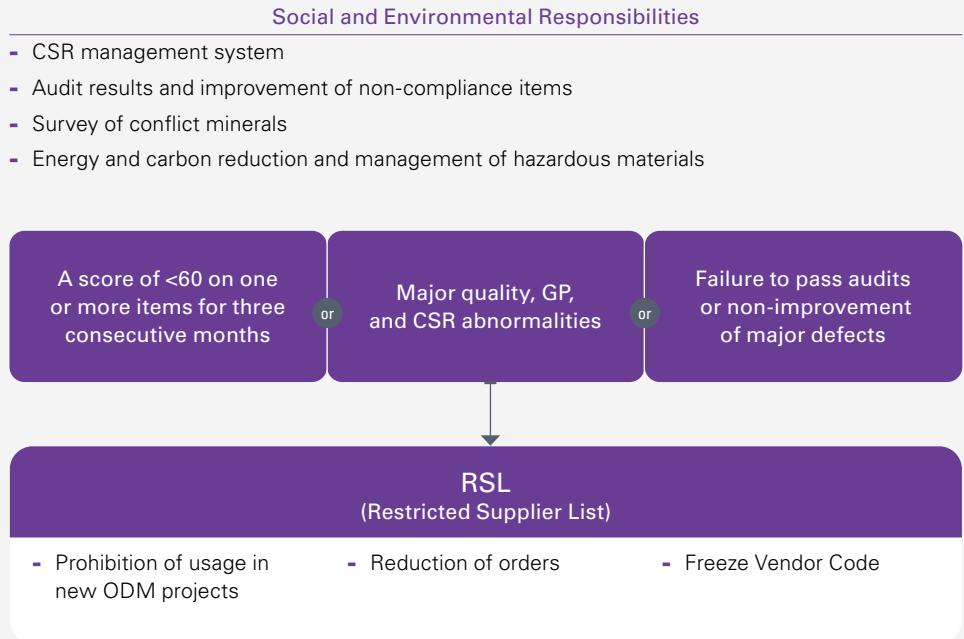 Social and Environmental Responsibilities
- CSR management system
- Audit results and improvement of non-compliance items
- Survey of conflict minerals
- Energy and carbon reduction and management of hazardous materials
A score of <60 on one
or more items for three
consecutive months
or
Major quality, GP,
and CSR abnormalities
or
Failure to pass audits
or non-improvement
of major defects
RSL
(Restricted Supplier List)
- Prohibition of usage in
new ODM projects
- Reduction of orders
- Freeze Vendor Code